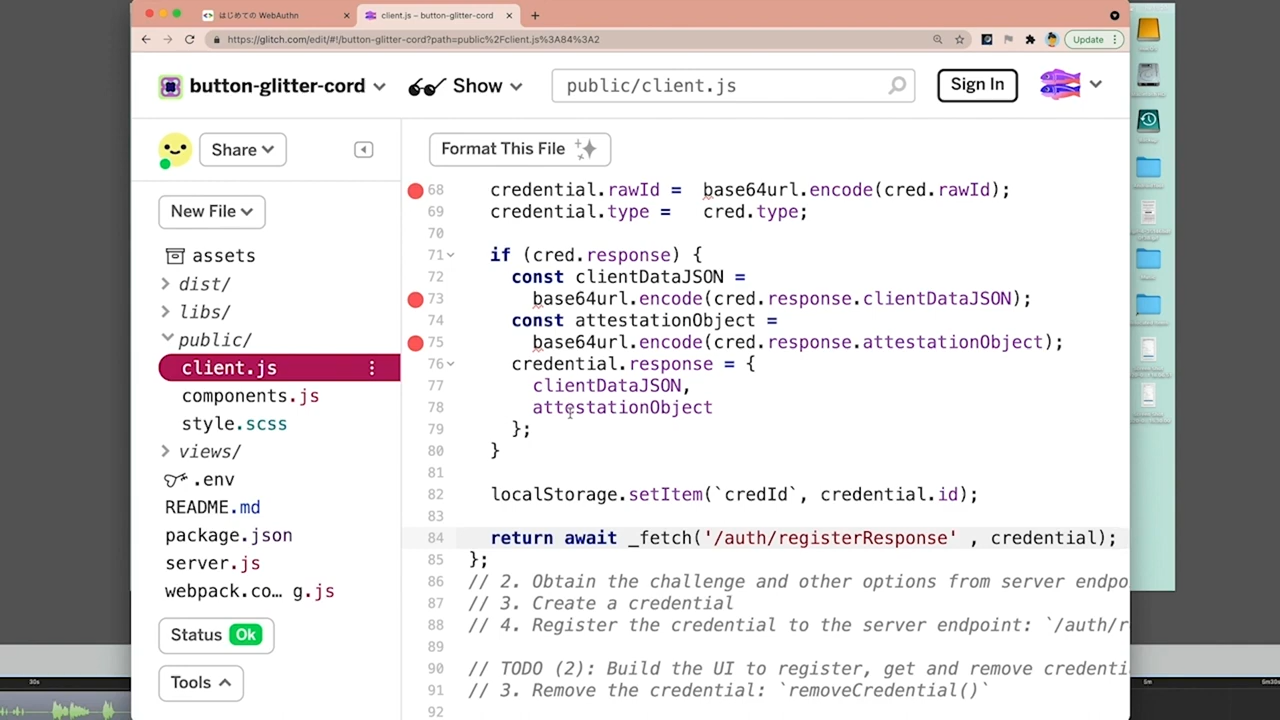 はじめての WebAuthn
client.js – button-glitter-cord
https://glitch.com/edit/#!/button-glitter-cord?path=public%2Fclient.js%3A84%3A2
Update
button-glitter-cord
Show
public/client.js
Sign In
Share
Format This File
New File
assets
dist/
libs/
public/
client.js
components.js
style.scss
views/
.env
README.md
package.json
server.js
webpack.co… g.js
Status Ok
Tools
68 credential.rawId =  base64url.encode(cred.rawId);
69 credential.type =   cred.type;
70
71 if (cred.response) {
72 const clientDataJSON =
73 base64url.encode(cred.response.clientDataJSON);
74 const attestationObject =
75 base64url.encode(cred.response.attestationObject);
76 credential.response = {
77 clientDataJSON,
78 attestationObject
79 };
80 }
81
82 localStorage.setItem(`credId`, credential.id);
83
84 return await _fetch('/auth/registerResponse' , credential);
85 };
86 // 2. Obtain the challenge and other options from server endpo
87 // 3. Create a credential
88 // 4. Register the credential to the server endpoint: `/auth/r
89
90 // TODO (2): Build the UI to register, get and remove credenti
91 // 3. Remove the credential: `removeCredential()`
92
30s
5m
5m30s